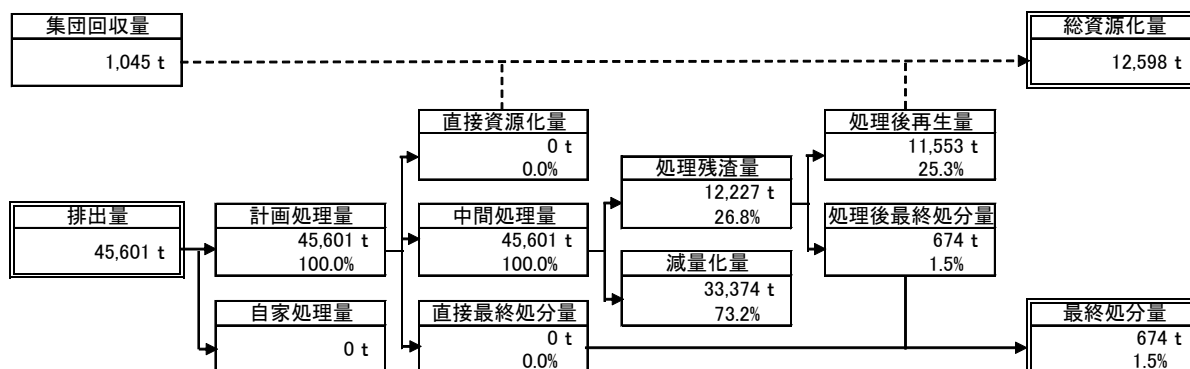 集団回収量
1,045 t
総資源化量
12,598 t
直接資源化量
0 t
0.0%
処理後再生量
11,553 t
25.3%
処理残渣量
12,227 t
26.8%
排出量
45,601 t
計画処理量
45,601 t
100.0%
中間処理量
45,601 t
100.0%
処理後最終処分量
674 t
1.5%
減量化量
33,374 t
73.2%
自家処理量
0 t
直接最終処分量
0 t
0.0%
最終処分量
674 t
1.5%